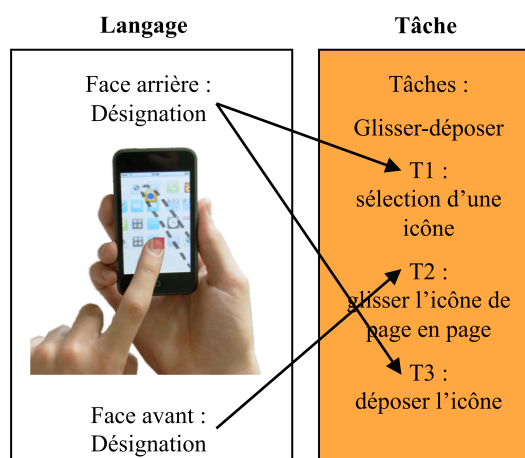 Langage
Face arrière :
Désignation
Face avant :
Désignation
Tâche
Tâches :
Glisser-déposer
T1 :
sélection d'une
icône
T2 :
glisser l'icône de
page en page
T3 :
déposer l'icône